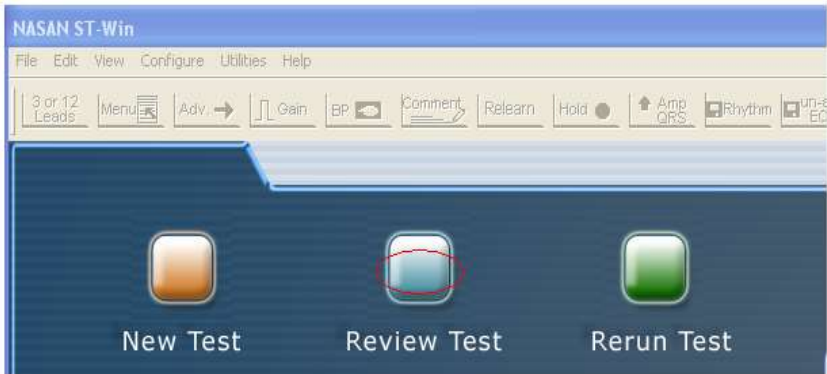 NASAN ST-Win
File Edit View Configure Utilities Help
3 or 12 Leads Menu Adv. Gain BP Comment Relearn Hold Amp QRS Rhythm
New Test Review Test Rerun Test